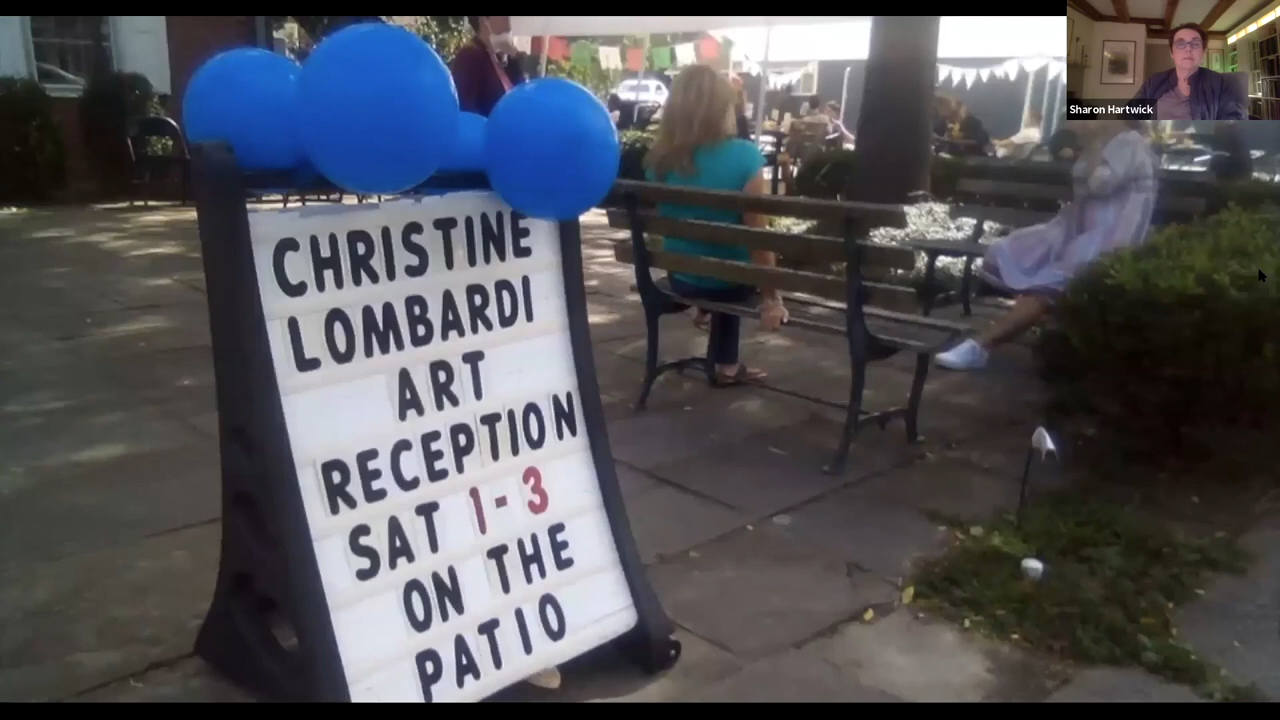 Sharon Hartwick
CHRISTINE
LOMBARDI
ART
RECEPTION
SAT 1-3
ON THE
PATIO